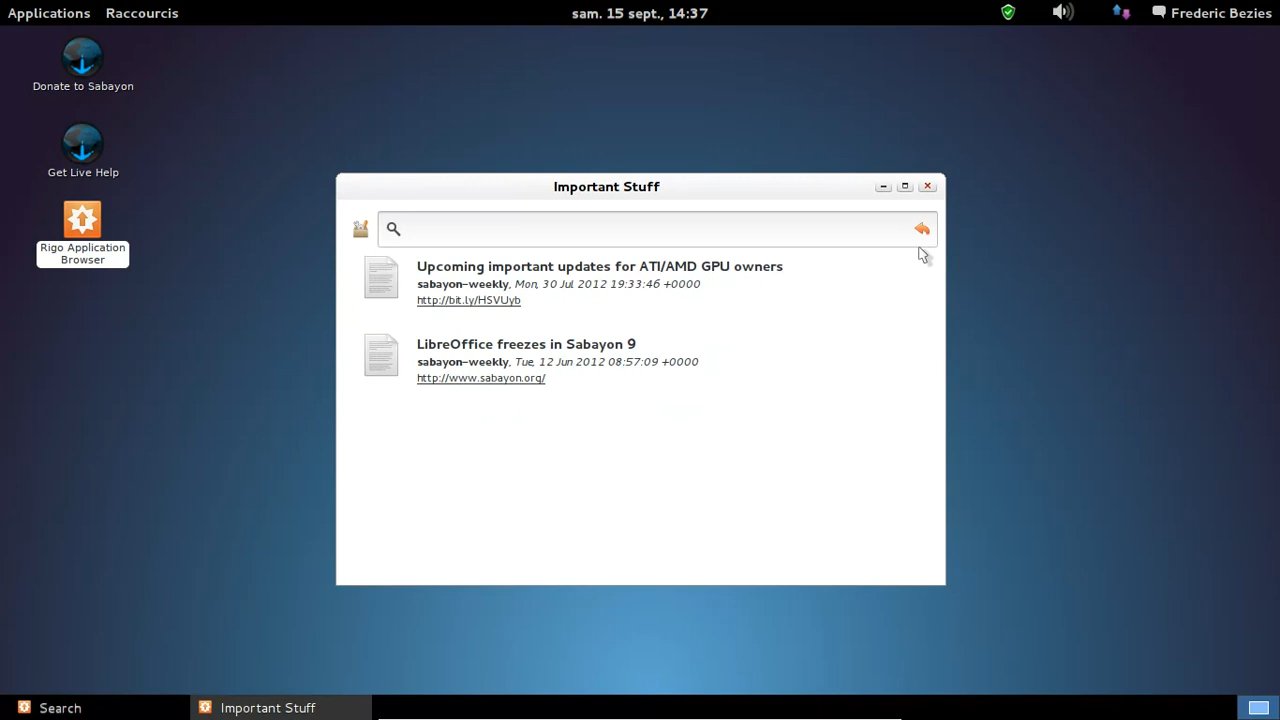 Applications Raccourcis sam. 15 sept., 14:37 Frederic Bezies
Donate to Sabayon
Get Live Help
Rigo Application
Browser
Important Stuff
Upcoming important updates for ATI/AMD GPU owners
sabayon-weekly, Mon, 30 Jul 2012 19:33:46 +0000
http://bit.ly/HSVUyb
LibreOffice freezes in Sabayon 9
sabayon-weekly, Tue, 12 Jun 2012 08:57:09 +0000
http://www.sabayon.org/
Search Important Stuff